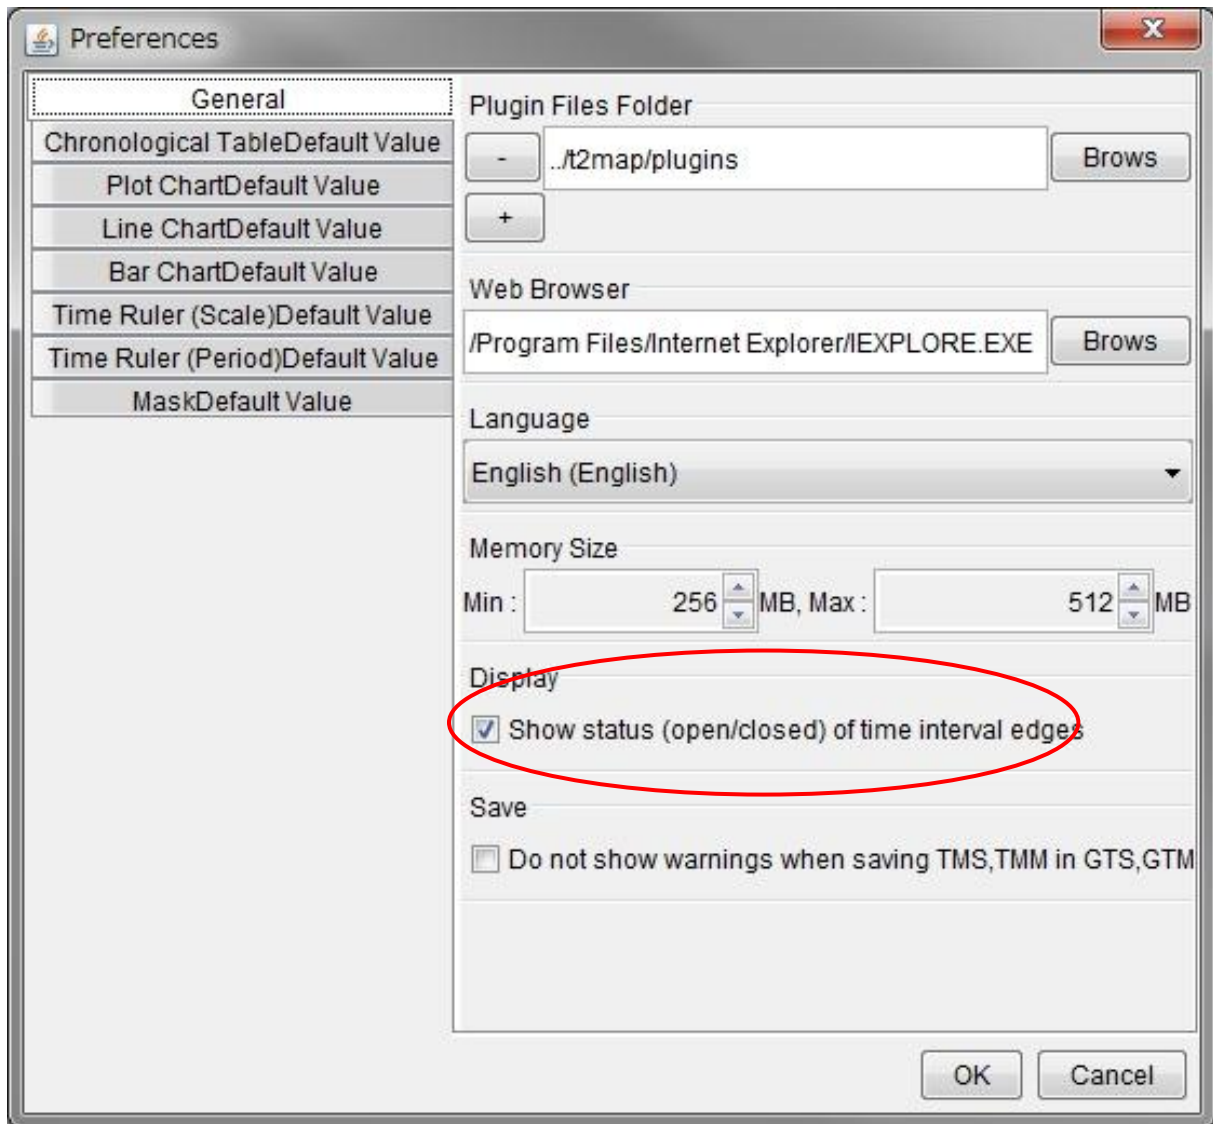 Preferences
General
Chronological TableDefault Value
Plot ChartDefault Value
Line ChartDefault Value
Bar ChartDefault Value
Time Ruler (Scale)Default Value
Time Ruler (Period)Default Value
MaskDefault Value
Plugin Files Folder
- ../t2map/plugins Brows
+
Web Browser
/Program Files/Internet Explorer/IEXPLORE.EXE Brows
Language
English (English)
Memory Size
Min : 256 MB, Max : 512 MB
Display
Show status (open/closed) of time interval edges
Save
Do not show warnings when saving TMS,TMM in GTS,GTM
OK Cancel